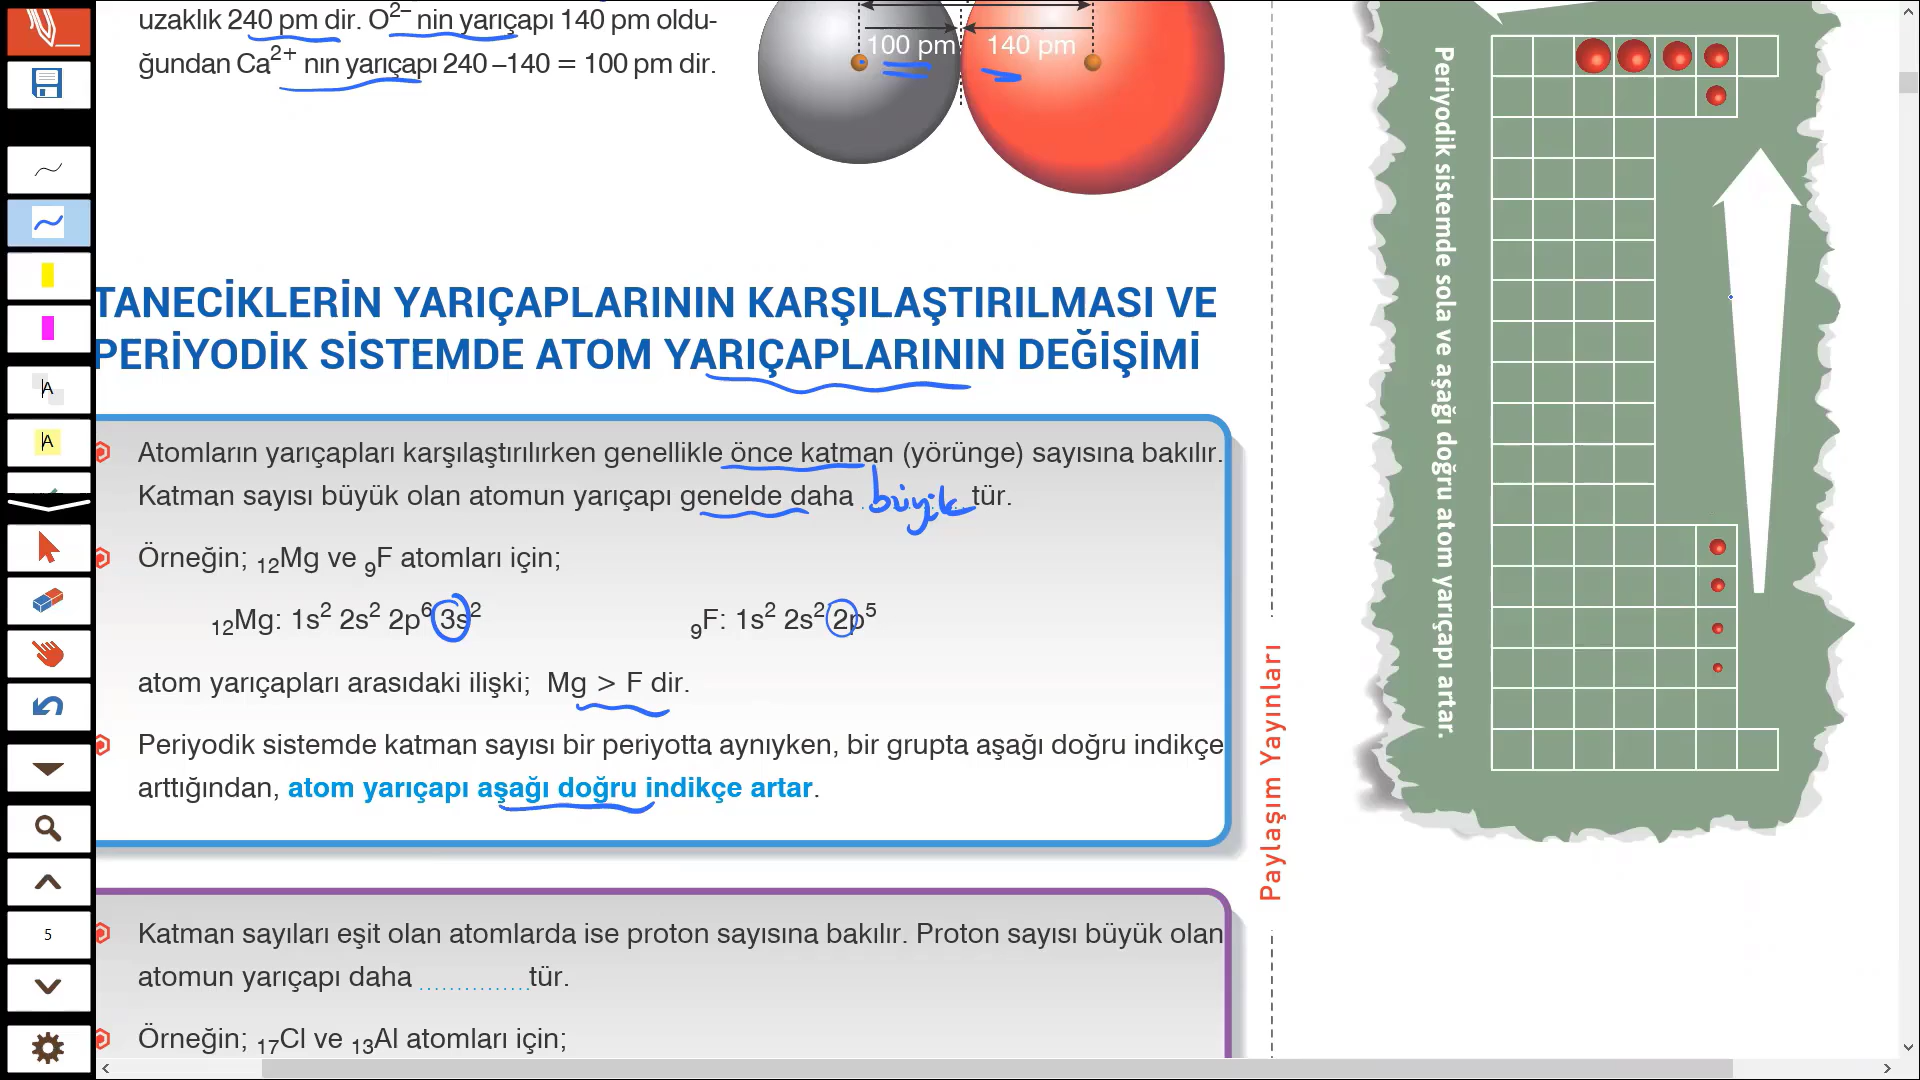 uzaklık 240 pm dir. O²⁻ nin yarıçapı 140 pm oldu-
ğundan Ca²⁺ nın yarıçapı 240 –140 = 100 pm dir.
100 pm 140 pm
TANECİKLERİN YARIÇAPLARININ KARŞILAŞTIRILMASI VE
PERİYODİK SİSTEMDE ATOM YARIÇAPLARININ DEĞİŞİMİ
Atomların yarıçapları karşılaştırılırken genellikle önce katman (yörünge) sayısına bakılır.
Katman sayısı büyük olan atomun yarıçapı genelde daha büyük tür.
Örneğin; ₁₂Mg ve ₉F atomları için;
₁₂Mg: 1s² 2s² 2p⁶ 3s² ₉F: 1s² 2s² 2p⁵
atom yarıçapları arasıdaki ilişki; Mg > F dir.
Periyodik sistemde katman sayısı bir periyotta aynıyken, bir grupta aşağı doğru indikçe
arttığından, atom yarıçapı aşağı doğru indikçe artar.
Katman sayıları eşit olan atomlarda ise proton sayısına bakılır. Proton sayısı büyük olan
atomun yarıçapı daha ...............tür.
Örneğin; ₁₇Cl ve ₁₃Al atomları için;
Paylaşım Yayınları
Periyodik sistemde sola ve aşağı doğru atom yarıçapı artar.
A
A
5